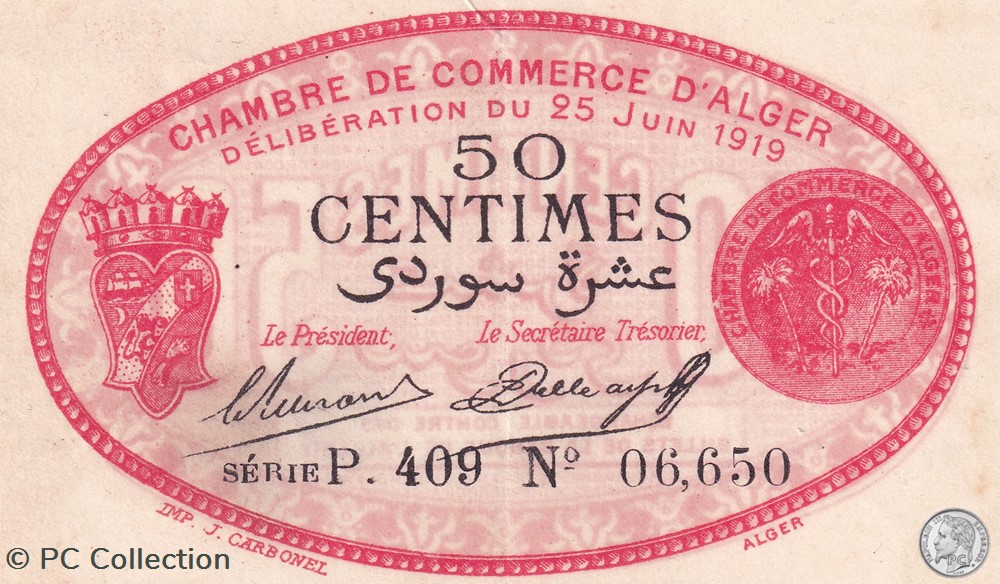 CHAMBRE DE COMMERCE D'ALGER
DÉLIBÉRATION DU 25 JUIN 1919
50
CENTIMES
عشرة سوردى
Le Président,
Le Secrétaire Trésorier,
SÉRIE P. 409 Nº 06,650
CHAMBRE DE COMMERCE D'ALGER
IMP. J. CARBONEL
ALGER
© PC Collection
PC